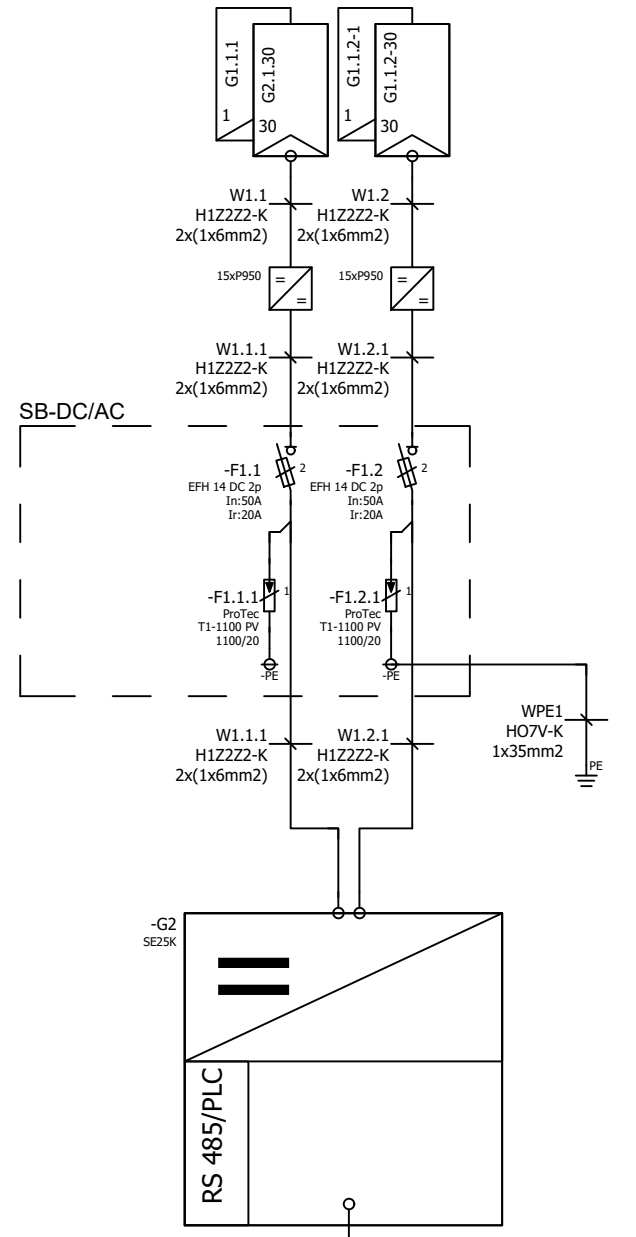 G1.1.1
G2.1.30
1
30
G1.1.2-1
G1.1.2-30
1
30
W1.1
H1Z2Z2-K
2x(1x6mm2)
W1.2
H1Z2Z2-K
2x(1x6mm2)
15xP950
=
=
15xP950
=
=
W1.1.1
H1Z2Z2-K
2x(1x6mm2)
W1.2.1
H1Z2Z2-K
2x(1x6mm2)
SB-DC/AC
-F1.1
EFH 14 DC 2p
In:50A
Ir:20A
2
-F1.2
EFH 14 DC 2p
In:50A
Ir:20A
2
-F1.1.1
ProTec
T1-1100 PV
1100/20
1
-PE
-F1.2.1
ProTec
T1-1100 PV
1100/20
1
-PE
W1.1.1
H1Z2Z2-K
2x(1x6mm2)
W1.2.1
H1Z2Z2-K
2x(1x6mm2)
WPE1
HO7V-K
1x35mm2
PE
-G2
SE25K
RS 485/PLC